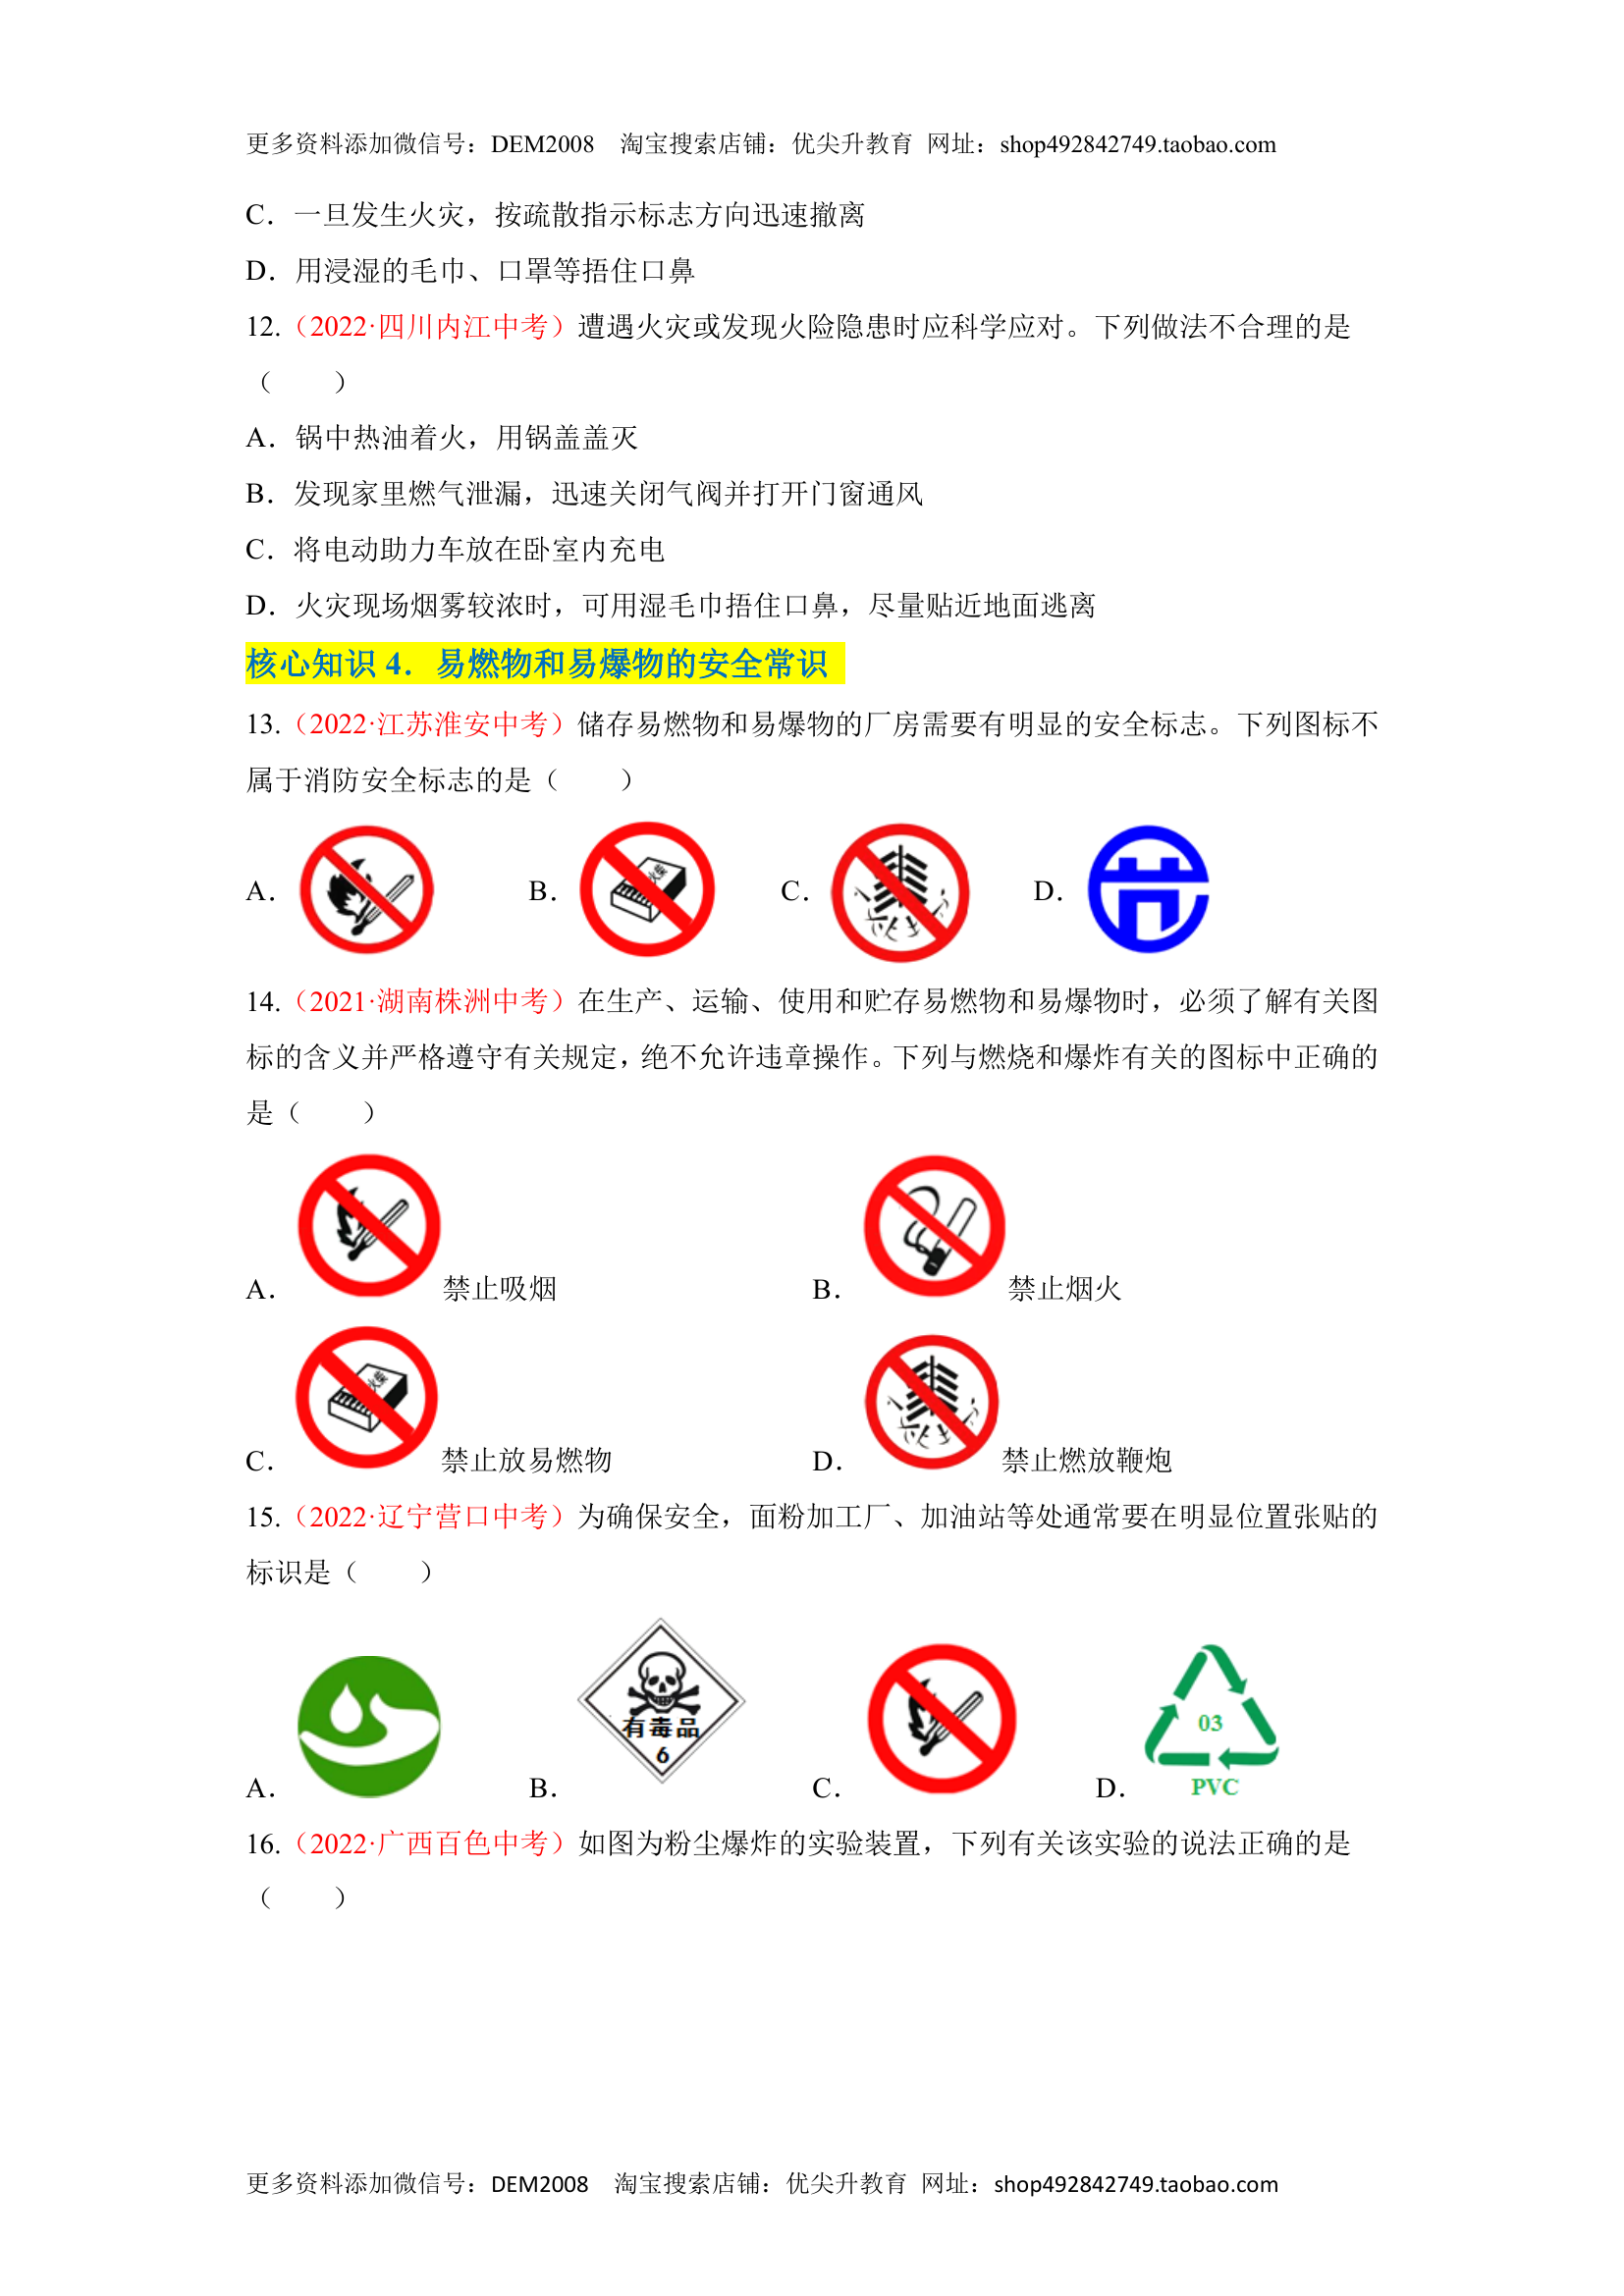 更多资料添加微信号：DEM2008　淘宝搜索店铺：优尖升教育 网址：shop492842749.taobao.com
C．一旦发生火灾，按疏散指示标志方向迅速撤离
D．用浸湿的毛巾、口罩等捂住口鼻
12.（2022·四川内江中考）遭遇火灾或发现火险隐患时应科学应对。下列做法不合理的是
（　　）
A．锅中热油着火，用锅盖盖灭
B．发现家里燃气泄漏，迅速关闭气阀并打开门窗通风
C．将电动助力车放在卧室内充电
D．火灾现场烟雾较浓时，可用湿毛巾捂住口鼻，尽量贴近地面逃离
核心知识 4．易燃物和易爆物的安全常识
13.（2022·江苏淮安中考）储存易燃物和易爆物的厂房需要有明显的安全标志。下列图标不
属于消防安全标志的是（　　）
A． B．火柴 C． D．
14.（2021·湖南株洲中考）在生产、运输、使用和贮存易燃物和易爆物时，必须了解有关图
标的含义并严格遵守有关规定，绝不允许违章操作。下列与燃烧和爆炸有关的图标中正确的
是（　　）
A．禁止吸烟 B．禁止烟火
C．火柴 禁止放易燃物 D．禁止燃放鞭炮
15.（2022·辽宁营口中考）为确保安全，面粉加工厂、加油站等处通常要在明显位置张贴的
标识是（　　）
有毒品
6
03
PVC
A． B． C． D．
16.（2022·广西百色中考）如图为粉尘爆炸的实验装置，下列有关该实验的说法正确的是
（　　）
更多资料添加微信号：DEM2008　淘宝搜索店铺：优尖升教育 网址：shop492842749.taobao.com